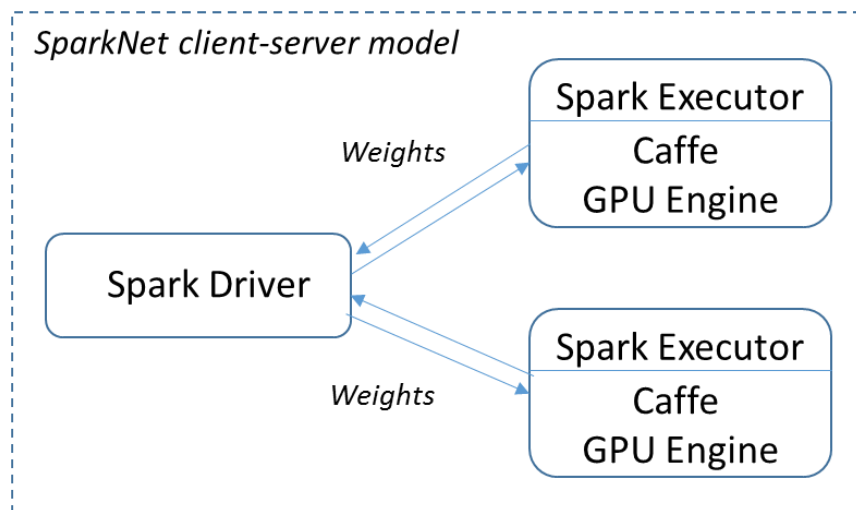 SparkNet client-server model
Spark Executor
Caffe
GPU Engine
Weights
Spark Driver
Weights
Spark Executor
Caffe
GPU Engine